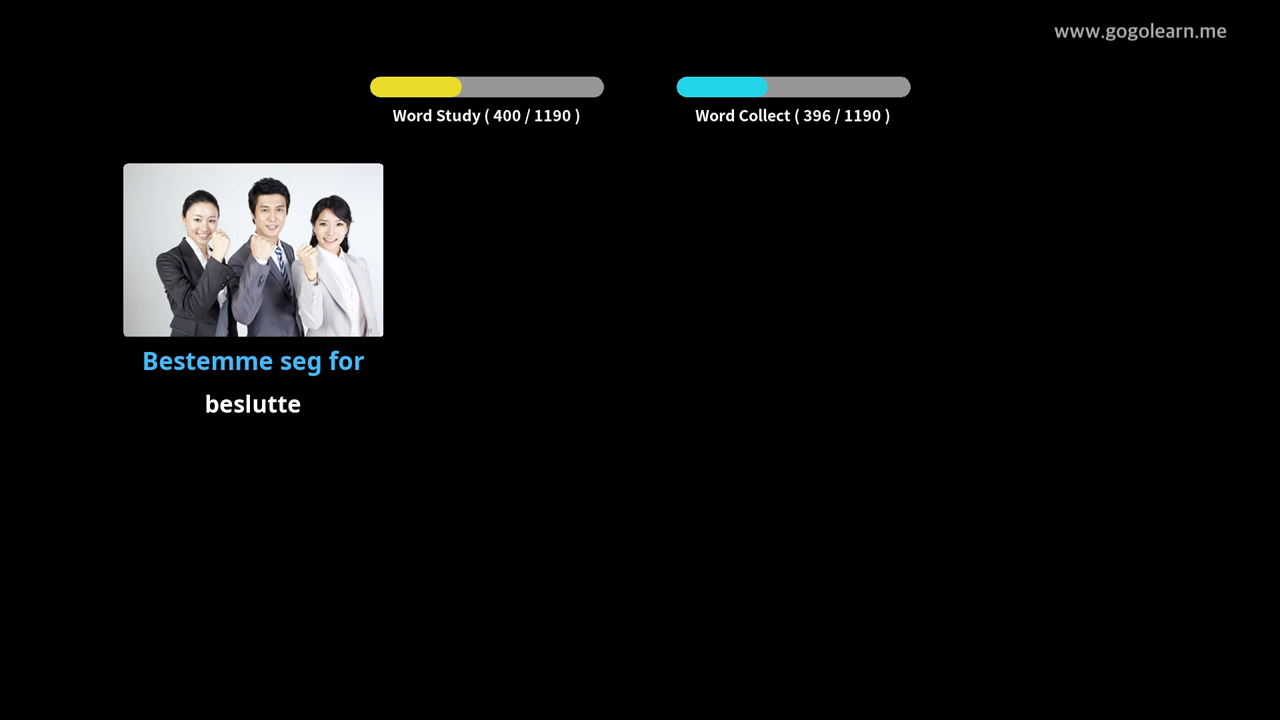 www.gogolearn.me
Word Study ( 400 / 1190 )
Word Collect ( 396 / 1190 )
Bestemme seg for
beslutte